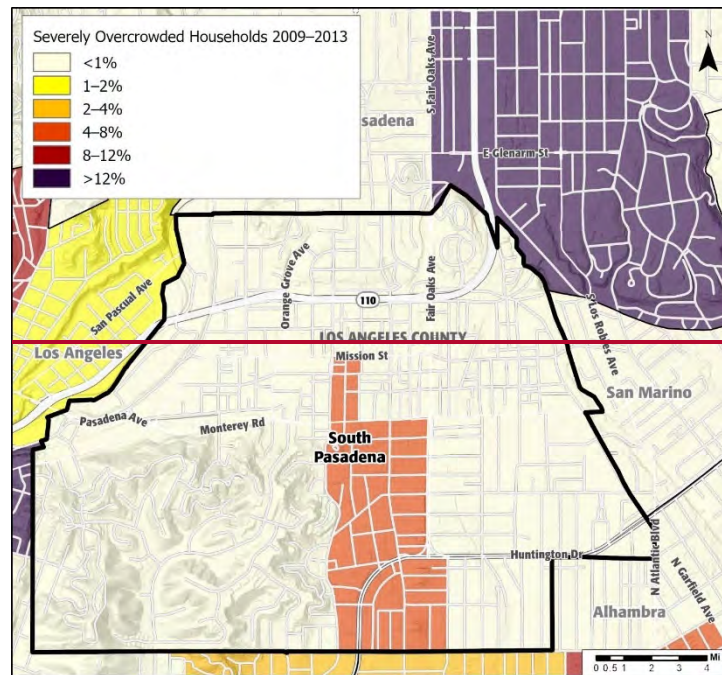 Severely Overcrowded Households 2009–2013
<1%
1–2%
2–4%
4–8%
8–12%
>12%
N
S Fair Oaks Ave
sadena
E Glenarm St
Orange Grove Ave
Fair Oaks Ave
110
San Pascual Ave
LOS ANGELES COUNTY
S Los Robles Ave
Los Angeles
Mission St
San Marino
Pasadena Ave
Monterey Rd
South
Pasadena
Huntington Dr
N Atlantic Blvd
N Garfield Ave
Alhambra
Mi
0 0.5 1 2 3 4